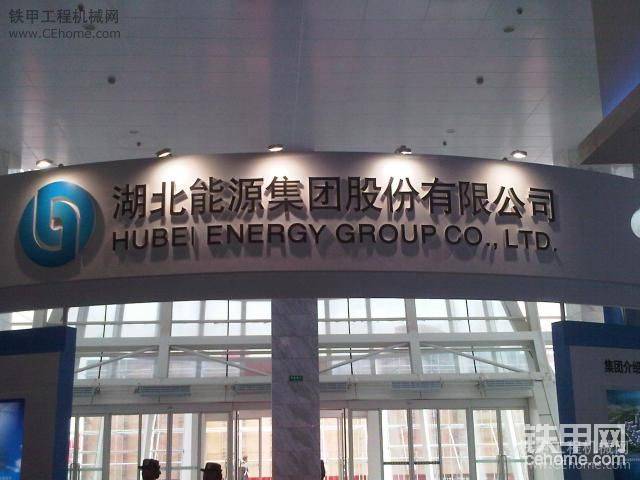 铁甲工程机械网
www.CEhome.com
湖北能源集团股份有限公司
HUBEI ENERGY GROUP CO., LTD.
集团介绍
铁甲网
cehome.com